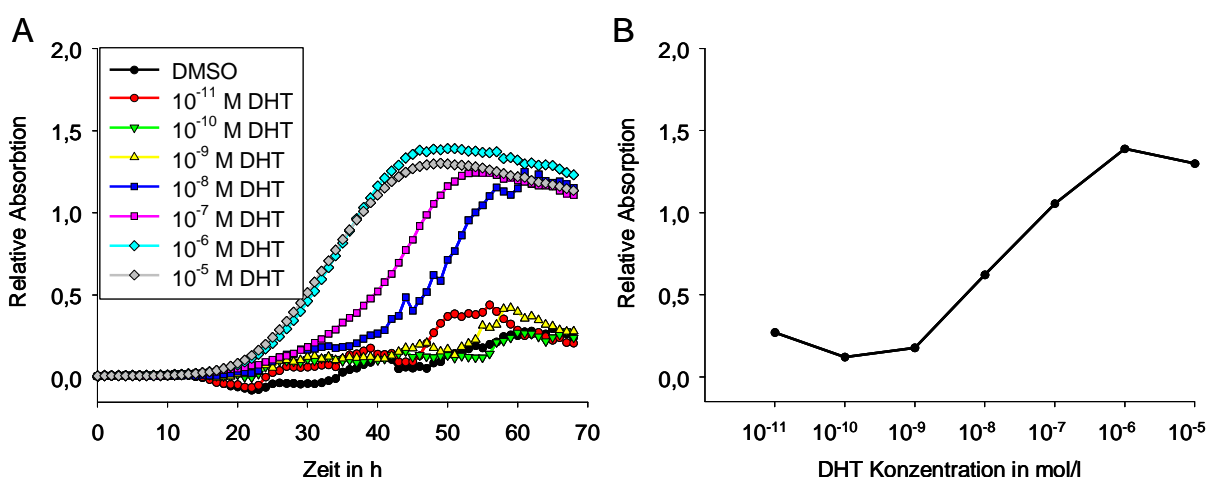 A
2,0
1,5
1,0
0,5
0,0
Relative Absorbtion
DMSO
10⁻¹¹ M DHT
10⁻¹⁰ M DHT
10⁻⁹ M DHT
10⁻⁸ M DHT
10⁻⁷ M DHT
10⁻⁶ M DHT
10⁻⁵ M DHT
0 10 20 30 40 50 60 70
Zeit in h
B
2,0
1,5
1,0
0,5
0,0
Relative Absorption
10⁻¹¹ 10⁻¹⁰ 10⁻⁹ 10⁻⁸ 10⁻⁷ 10⁻⁶ 10⁻⁵
DHT Konzentration in mol/l